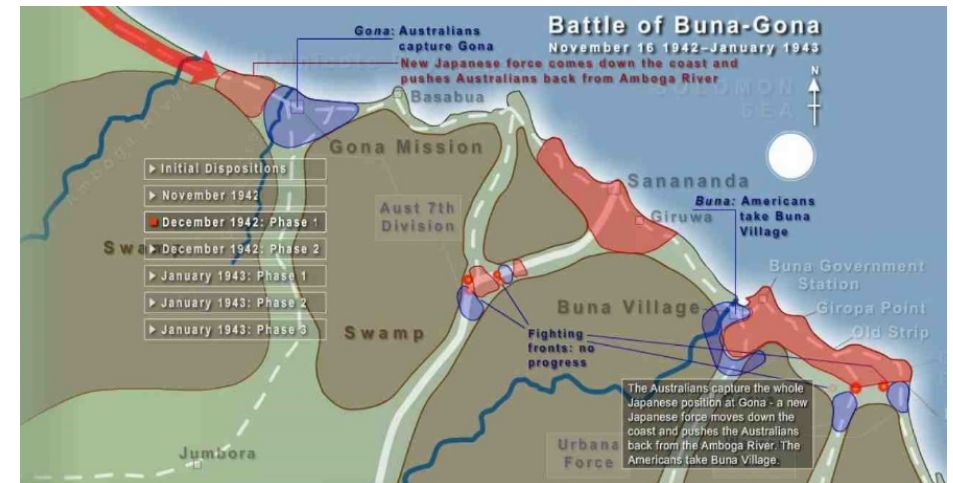 Battle of Buna-Gona
November 16 1942–January 1943
Gona: Australians
capture Gona
New Japanese force comes down the coast and
pushes Australians back from Amboga River
Basabua
SOLOMON
SEA
N
Gona Mission
▶ Initial Dispositions
▶ November 1942
December 1942: Phase 1
▶ December 1942: Phase 2
▶ January 1943: Phase 1
▶ January 1943: Phase 2
▶ January 1943: Phase 3
Swamp
Aust 7th
Division
Sanananda
Giruwa
Buna: Americans
take Buna
Village
Buna Government
Station
Giropa Point
Old Strip
Buna Village
Swamp
Fighting
fronts: no
progress
The Australians capture the whole
Japanese position at Gona - a new
Japanese force moves down the
coast and pushes the Australians
back from the Amboga River. The
Americans take Buna Village.
Urbana
Force
Jumbora